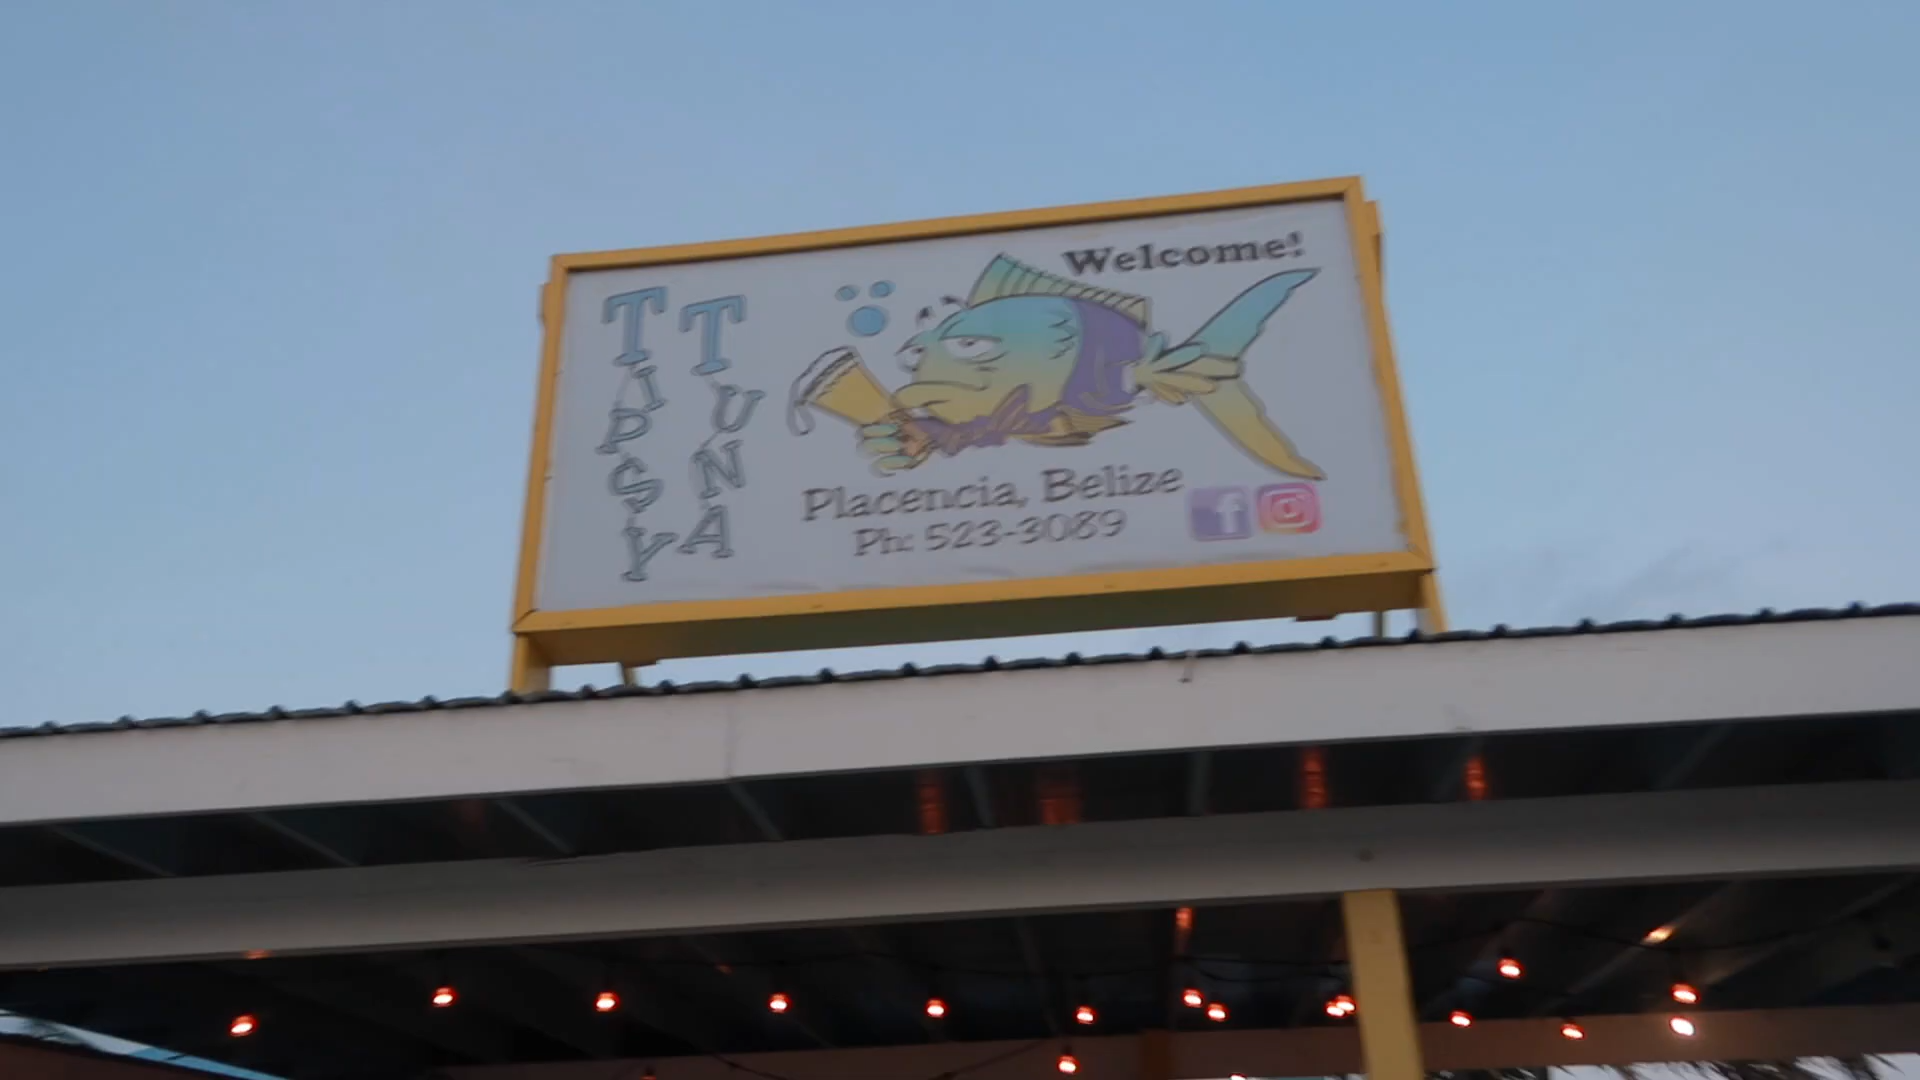 TIPSY
TUNA
Welcome!
Placencia, Belize
Ph: 523-3089
f